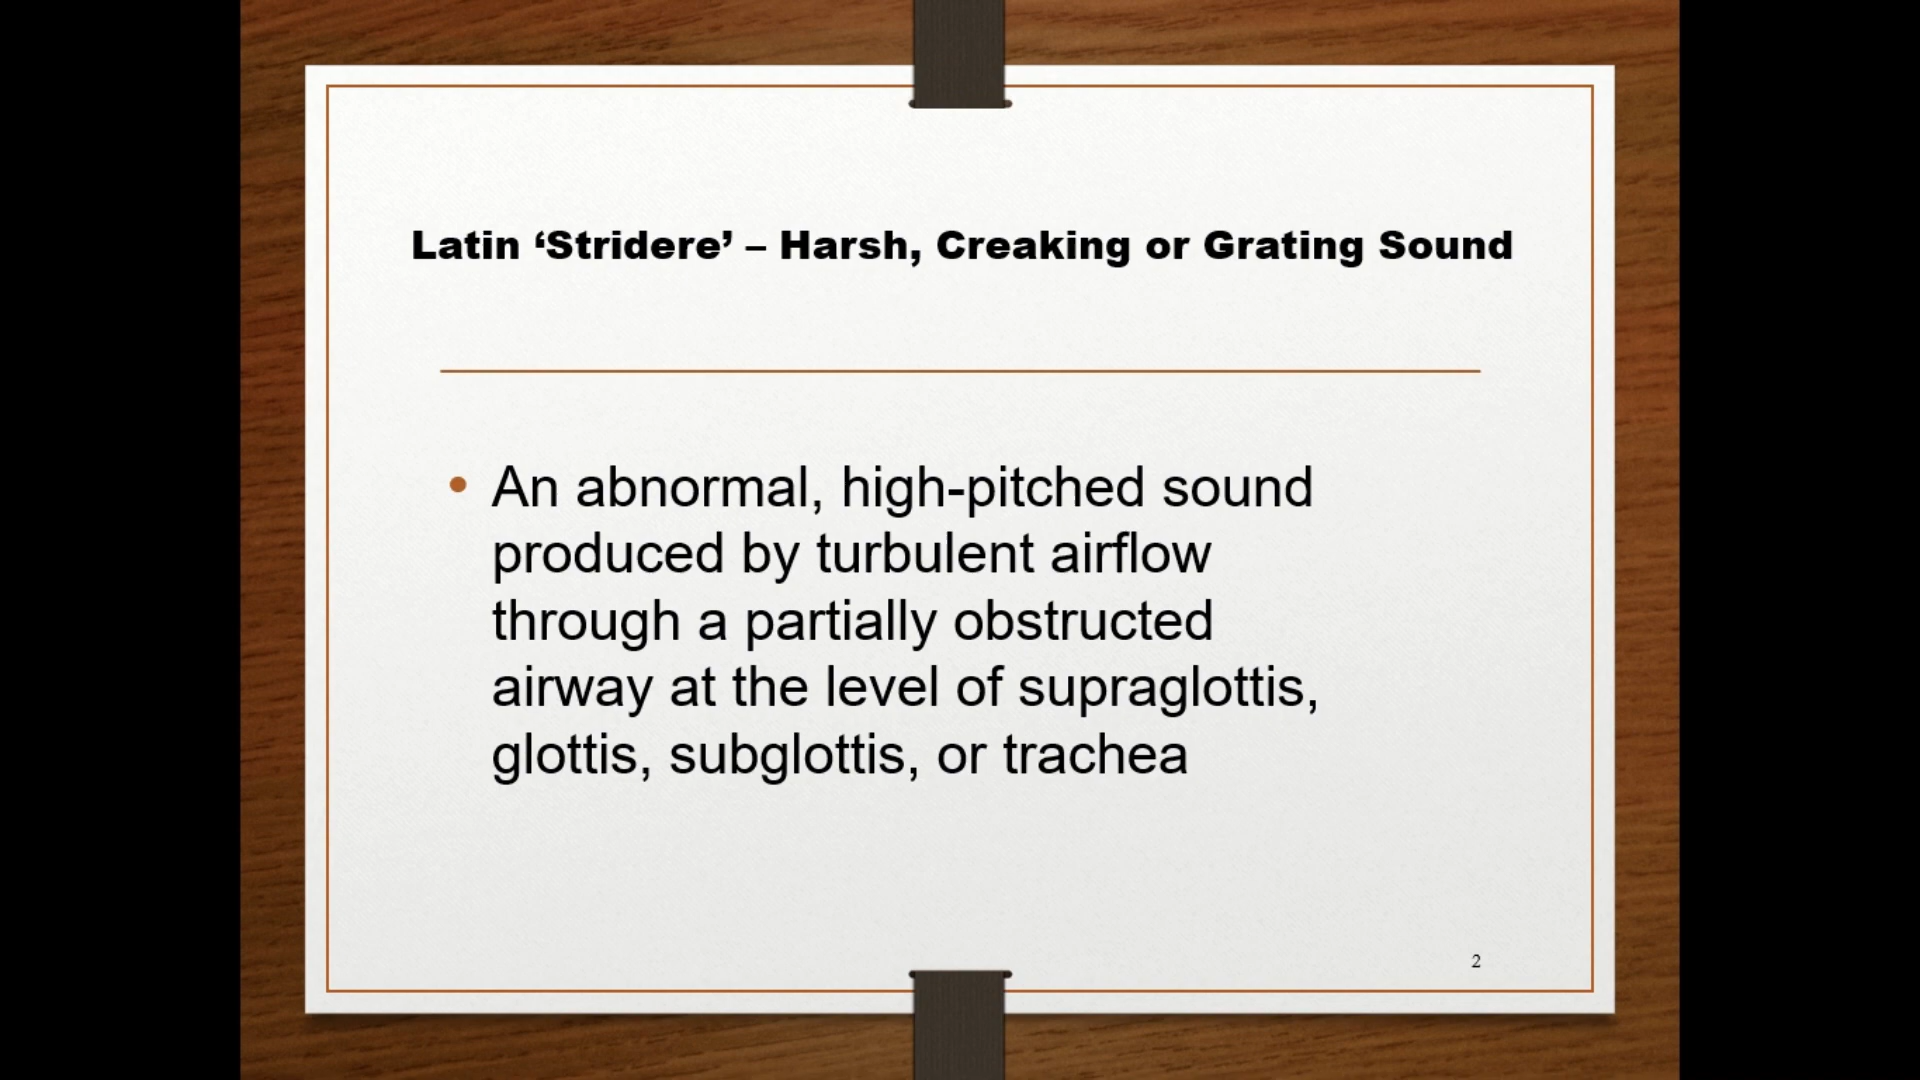 Latin ‘Stridere’ – Harsh, Creaking or Grating Sound
• An abnormal, high-pitched sound
produced by turbulent airflow
through a partially obstructed
airway at the level of supraglottis,
glottis, subglottis, or trachea
2